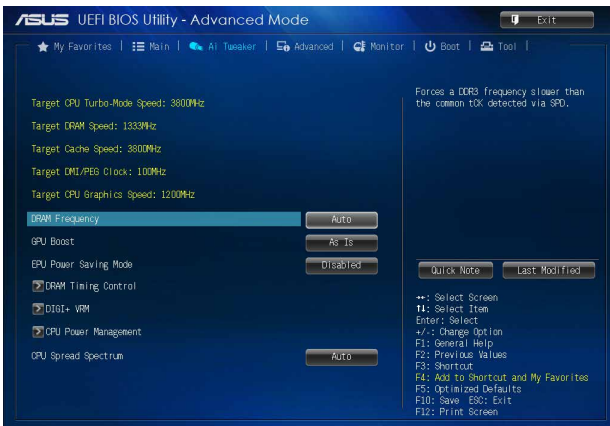 ASUS UEFI BIOS Utility - Advanced Mode
Exit
My Favorites | Main | Ai Tweaker | Advanced | Monitor | Boot | Tool |
Forces a DDR3 frequency slower than
the common tCK detected via SPD.
Target CPU Turbo-Mode Speed: 3800MHz
Target DRAM Speed: 1333MHz
Target Cache Speed: 3800MHz
Target DMI/PEG Clock: 100MHz
Target CPU Graphics Speed: 1200MHz
DRAM Frequency Auto
GPU Boost As Is
EPU Power Saving Mode Disabled
> DRAM Timing Control
> DIGI+ VRM
> CPU Power Management
CPU Spread Spectrum Auto
Quick Note Last Modified
→←: Select Screen
↑↓: Select Item
Enter: Select
+/-: Change Option
F1: General Help
F2: Previous Values
F3: Shortcut
F4: Add to Shortcut and My Favorites
F5: Optimized Defaults
F10: Save ESC: Exit
F12: Print Screen